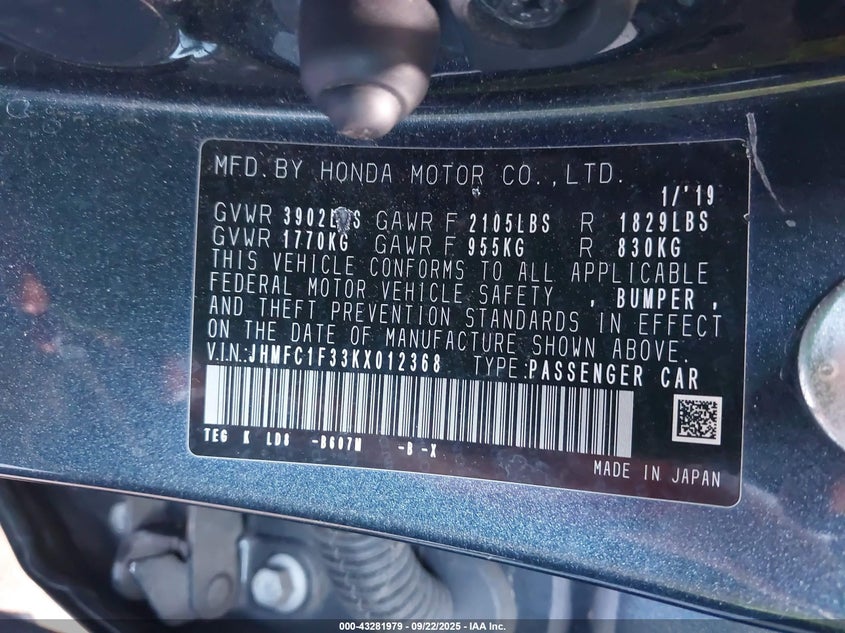 MFD. BY HONDA MOTOR CO., LTD.
1/'19
GVWR 3902LBS GAWR F 2105LBS R 1829LBS
GVWR 1770KG GAWR F 955KG R 830KG
THIS VEHICLE CONFORMS TO ALL APPLICABLE
FEDERAL MOTOR VEHICLE SAFETY , BUMPER ,
AND THEFT PREVENTION STANDARDS IN EFFECT
ON THE DATE OF MANUFACTURE SHOWN ABOVE.
V.I.N.:JHMFC1F33KX012368 TYPE:PASSENGER CAR
TEG K LD8 -B607M -B -X
MADE IN JAPAN
000-43281979 - 09/22/2025 - IAA Inc.